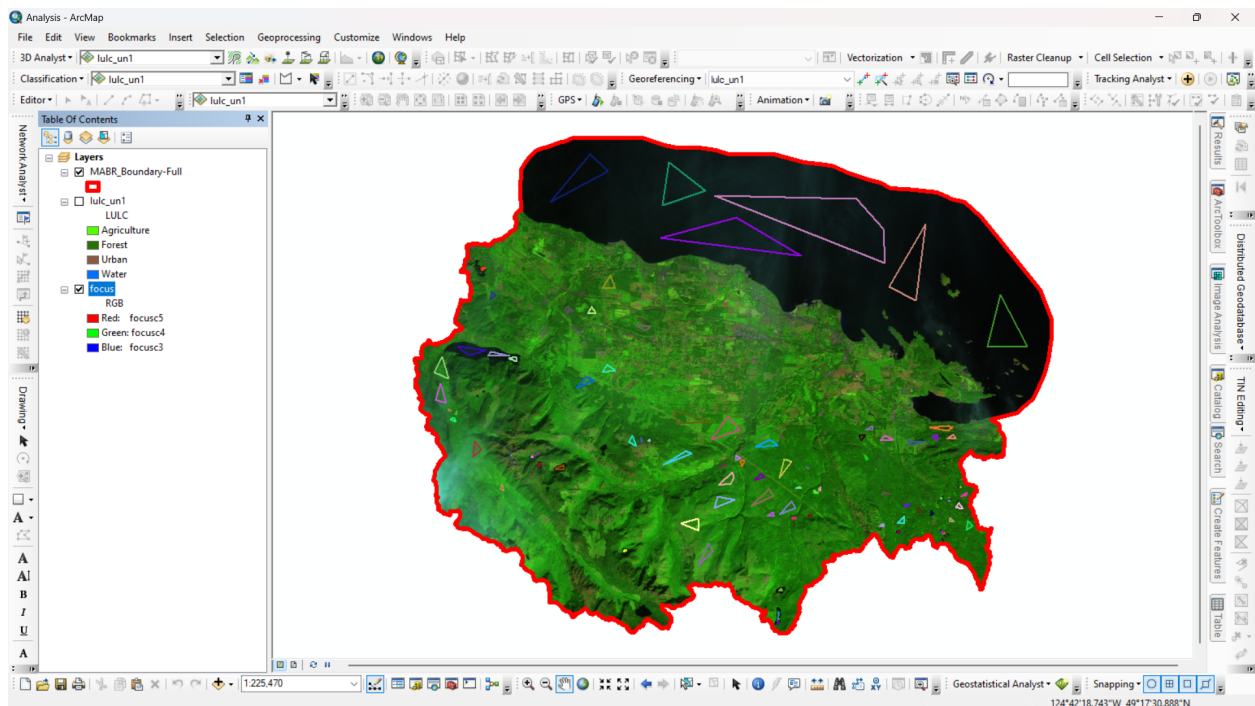 Analysis - ArcMap
File Edit View Bookmarks Insert Selection Geoprocessing Customize Windows Help
3D Analyst lulc_un1 Vectorization Raster Cleanup Cell Selection
Classification lulc_un1 Georeferencing lulc_un1 Tracking Analyst
Editor lulc_un1 GPS Animation
Table Of Contents
Layers
MABR_Boundary-Full
lulc_un1
LULC
Agriculture
Forest
Urban
Water
focus
RGB
Red: focusc5
Green: focusc4
Blue: focusc3
Network Analyst
Drawing
A
A
AI
B
I
U
A
Results
ArcToolbox
Image Analysis
Catalog
Search
Create Features
Table
Distributed Geodatabase
TIN Editing
1:225,470 Geostatistical Analyst Snapping
124°42'18.743"W 49°17'30.888"N